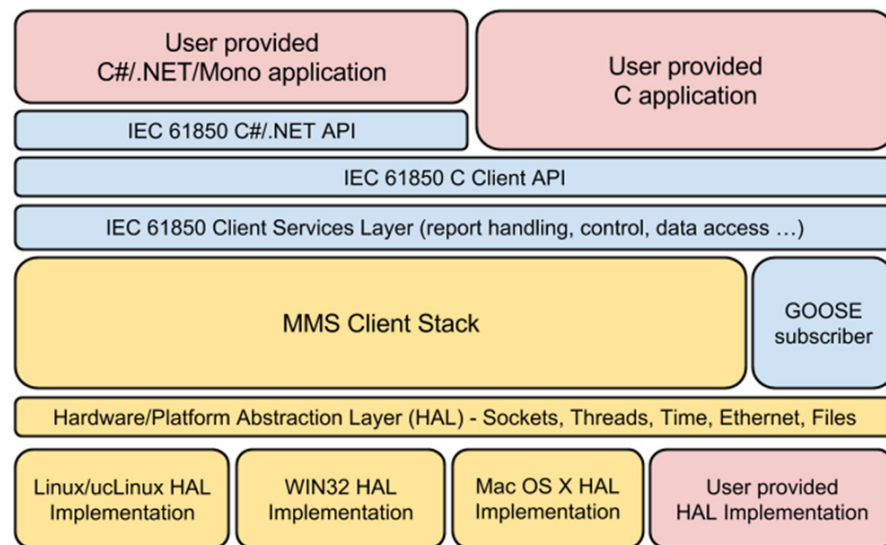 User provided
C#/.NET/Mono application
User provided
C application
IEC 61850 C#/.NET API
IEC 61850 C Client API
IEC 61850 Client Services Layer (report handling, control, data access …)
MMS Client Stack
GOOSE
subscriber
Hardware/Platform Abstraction Layer (HAL) - Sockets, Threads, Time, Ethernet, Files
Linux/ucLinux HAL
Implementation
WIN32 HAL
Implementation
Mac OS X HAL
Implementation
User provided
HAL Implementation